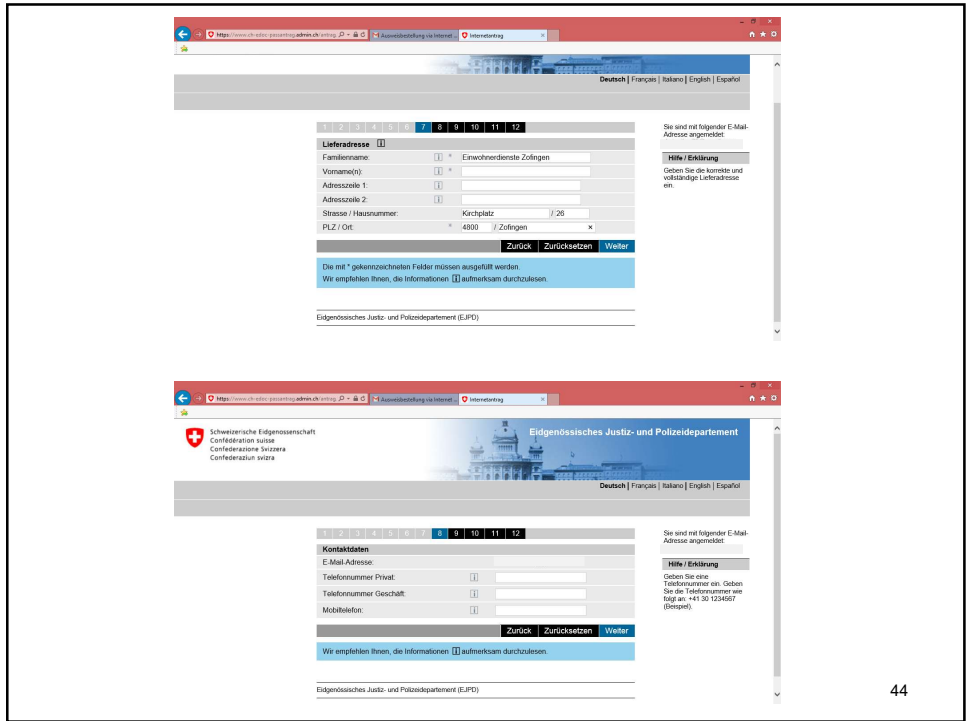 https://www.ch-edoc-passantrag.admin.ch/antrag
Ausweisbestellung via Internet ...
Internetantrag
Deutsch | Français | Italiano | English | Español
1 2 3 4 5 6 7 8 9 10 11 12
Lieferadresse i
Familienname: i * Einwohnerdienste Zofingen
Vorname(n): i *
Adresszeile 1: i
Adresszeile 2: i
Strasse / Hausnummer: Kirchplatz / 26
PLZ / Ort: * 4800 / Zofingen ×
Zurück Zurücksetzen Weiter
Die mit * gekennzeichneten Felder müssen ausgefüllt werden.
Wir empfehlen Ihnen, die Informationen i aufmerksam durchzulesen.
Eidgenössisches Justiz- und Polizeidepartement (EJPD)
Sie sind mit folgender E-Mail-
Adresse angemeldet:
Hilfe / Erklärung
Geben Sie die korrekte und
vollständige Lieferadresse
ein.
https://www.ch-edoc-passantrag.admin.ch/antrag
Ausweisbestellung via Internet ...
Internetantrag
Schweizerische Eidgenossenschaft
Confédération suisse
Confederazione Svizzera
Confederaziun svizra
Eidgenössisches Justiz- und Polizeidepartement
Deutsch | Français | Italiano | English | Español
1 2 3 4 5 6 7 8 9 10 11 12
Kontaktdaten
E-Mail-Adresse:
Telefonnummer Privat: i
Telefonnummer Geschäft: i
Mobiltelefon: i
Zurück Zurücksetzen Weiter
Wir empfehlen Ihnen, die Informationen i aufmerksam durchzulesen.
Eidgenössisches Justiz- und Polizeidepartement (EJPD)
Sie sind mit folgender E-Mail-
Adresse angemeldet:
Hilfe / Erklärung
Geben Sie eine
Telefonnummer ein. Geben
Sie die Telefonnummer wie
folgt an: +41 30 1234567
(Beispiel).
44